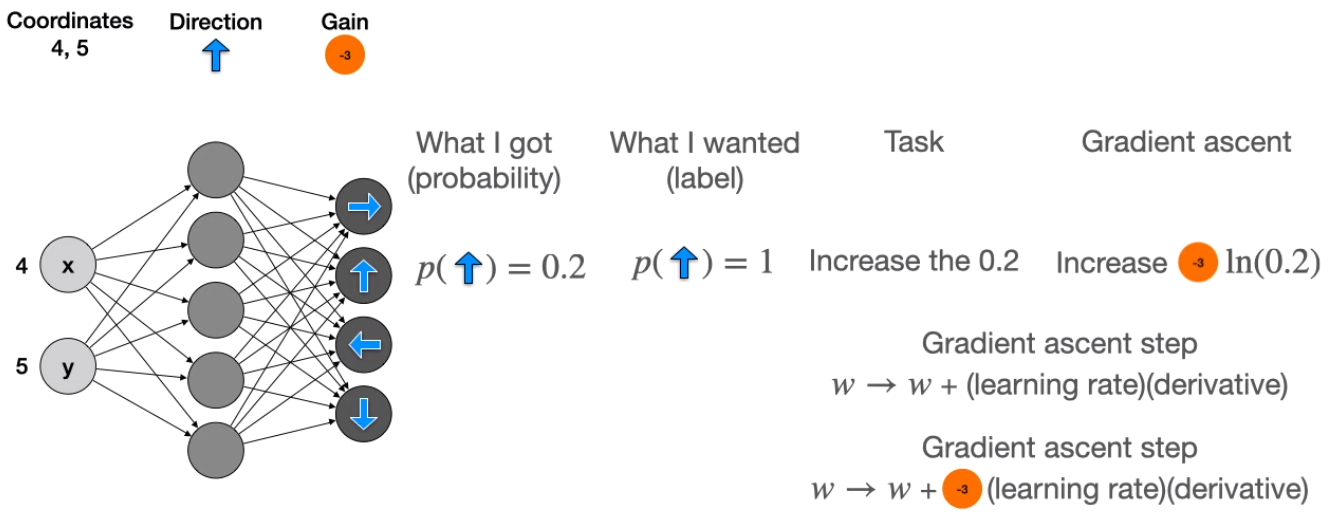 Coordinates Direction Gain
4, 5
-3
What I got What I wanted Task Gradient ascent
(probability) (label)
4 x
p( ) = 0.2 p( ) = 1 Increase the 0.2 Increase -3 ln(0.2)
5 y
Gradient ascent step
w → w + (learning rate)(derivative)
Gradient ascent step
w → w + -3 (learning rate)(derivative)